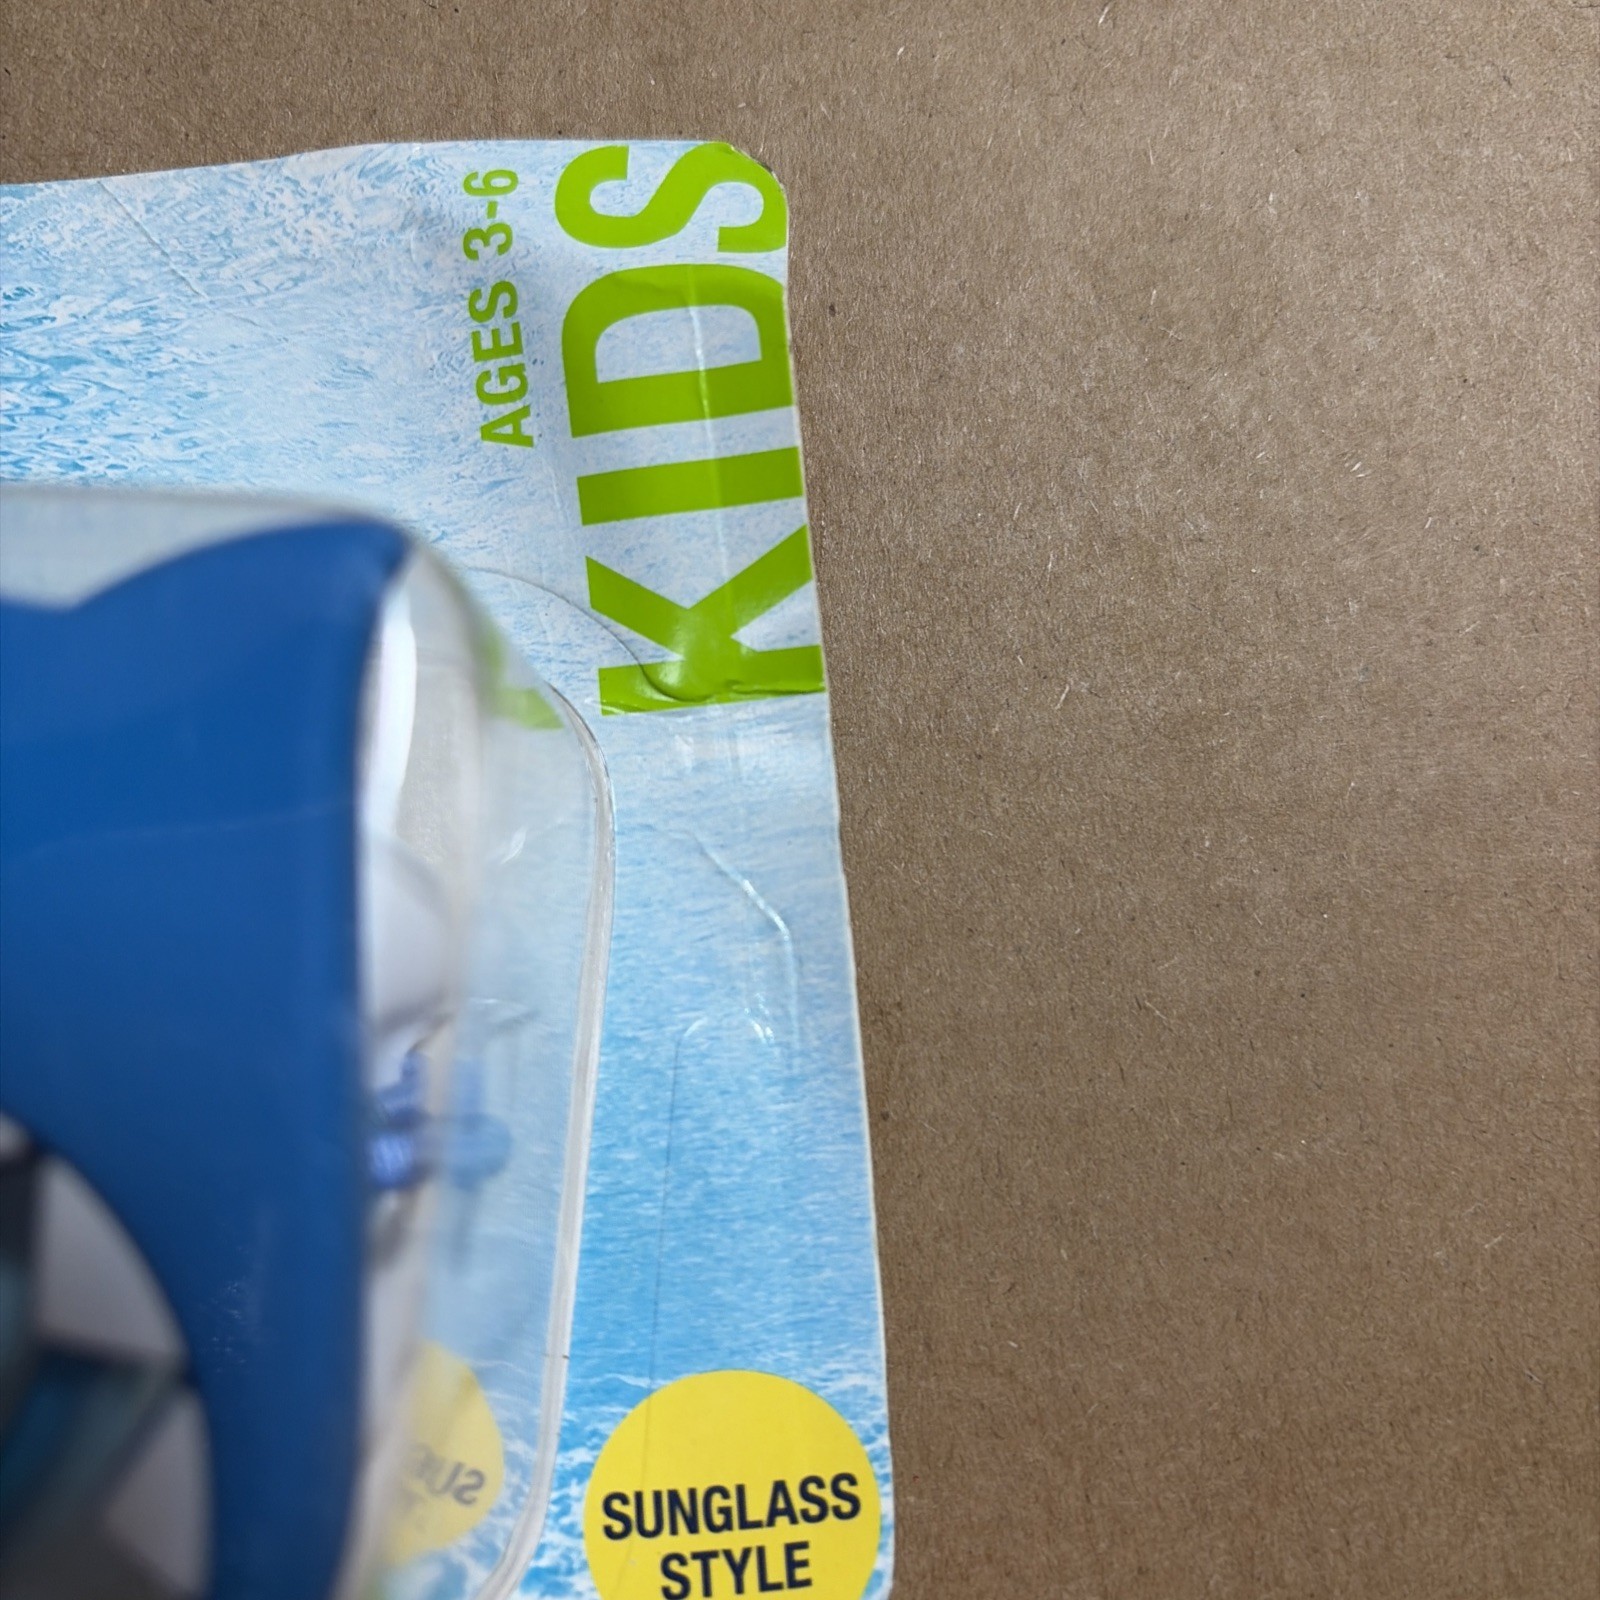 KIDS
AGES 3-6
SUNGLASS
STYLE